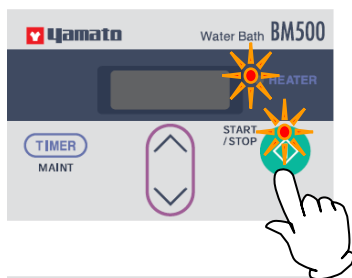 yamato
Water Bath BM500
HEATER
START
/STOP
TIMER
MAINT